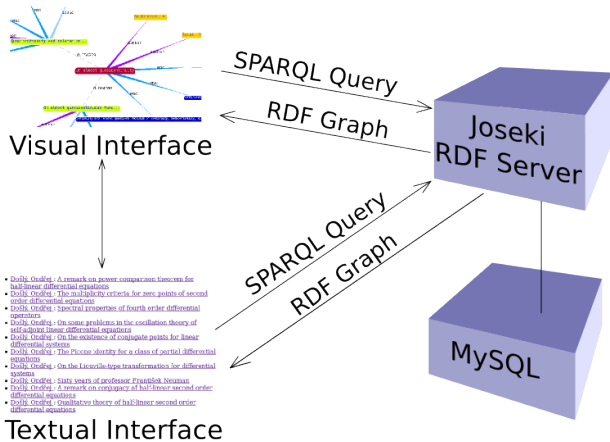 SPARQL Query
RDF Graph
Visual Interface
Joseki
RDF Server
SPARQL Query
RDF Graph
MySQL
Došlý, Ondřej : A remark on power comparison theorem for
half-linear differential equations
Došlý, Ondřej : The multiplicity criteria for zero points of second
order differential equations
Došlý, Ondřej : Spectral properties of fourth order differential
operators
Došlý, Ondřej : On some problems in the oscillation theory of
self-adjoint linear differential equations
Došlý, Ondřej : On the existence of conjugate points for linear
differential systems
Došlý, Ondřej : The Picone identity for a class of partial differential
equations
Došlý, Ondřej : On the Liouville-type transformation for differential
systems
Došlý, Ondřej : Sixty years of professor František Neuman
Došlý, Ondřej : A remark on conjugacy of half-linear second order
differential equations
Došlý, Ondřej : Qualitative theory of half-linear second order
differential equations
Textual Interface